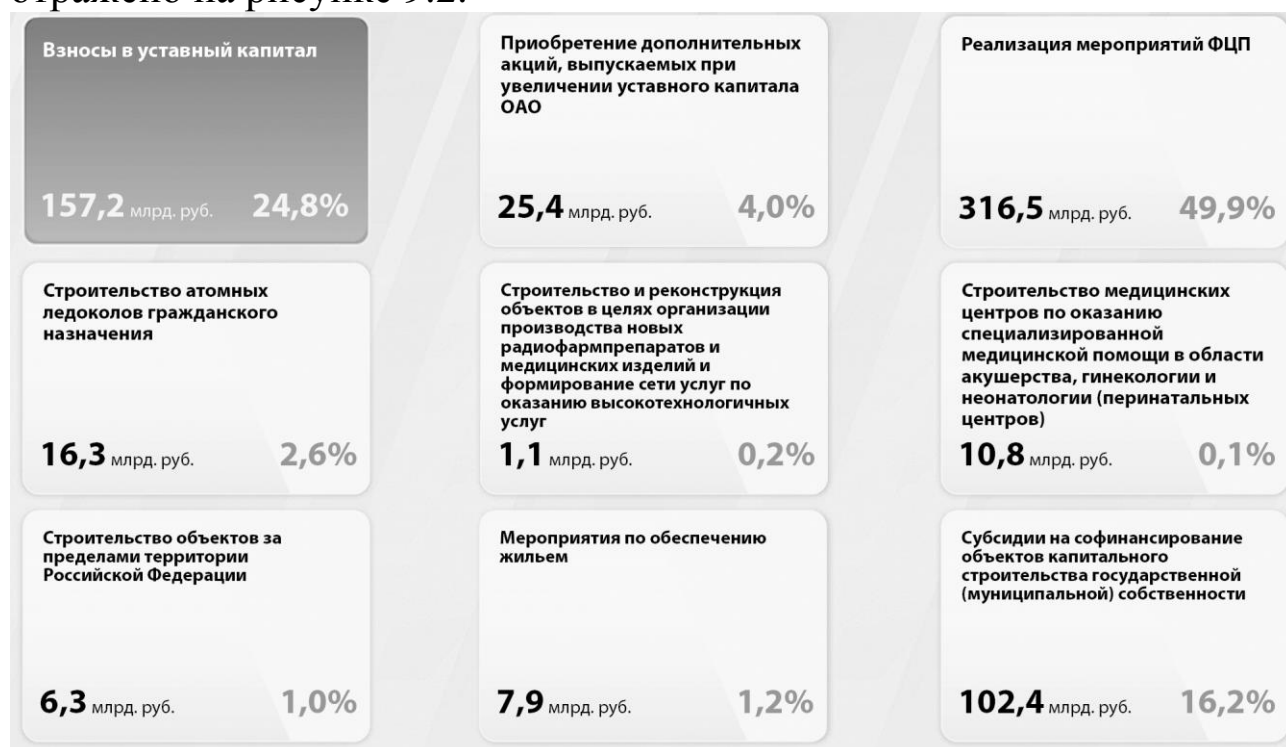 отражено на рисунке 9.2.
Взносы в уставный капитал
157,2 млрд. руб. 24,8%
Приобретение дополнительных
акций, выпускаемых при
увеличении уставного капитала
ОАО
25,4 млрд. руб. 4,0%
Реализация мероприятий ФЦП
316,5 млрд. руб. 49,9%
Строительство атомных
ледоколов гражданского
назначения
16,3 млрд. руб. 2,6%
Строительство и реконструкция
объектов в целях организации
производства новых
радиофармпрепаратов и
медицинских изделий и
формирование сети услуг по
оказанию высокотехнологичных
услуг
1,1 млрд. руб. 0,2%
Строительство медицинских
центров по оказанию
специализированной
медицинской помощи в области
акушерства, гинекологии и
неонатологии (перинатальных
центров)
10,8 млрд. руб. 0,1%
Строительство объектов за
пределами территории
Российской Федерации
6,3 млрд. руб. 1,0%
Мероприятия по обеспечению
жильем
7,9 млрд. руб. 1,2%
Субсидии на софинансирование
объектов капитального
строительства государственной
(муниципальной) собственности
102,4 млрд. руб. 16,2%